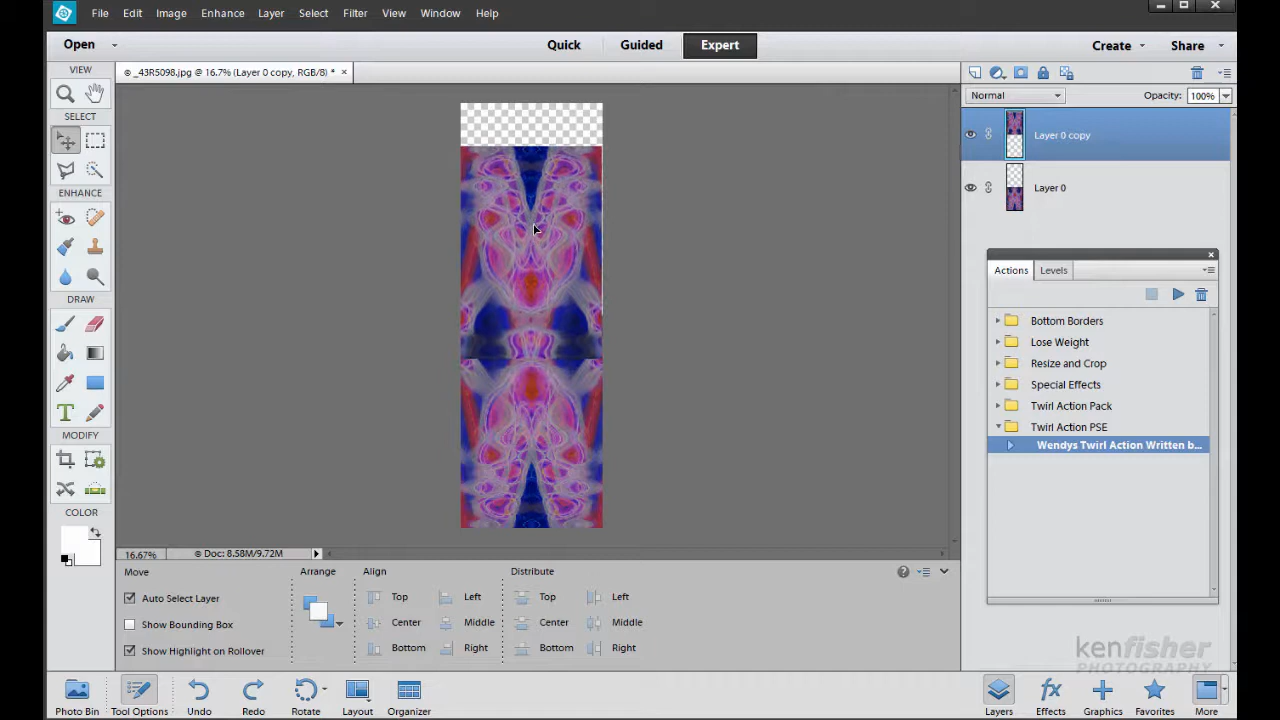 File Edit Image Enhance Layer Select Filter View Window Help
Open Quick Guided Expert Create Share
_43R5098.jpg @ 16.7% (Layer 0 copy, RGB/8) * ×
VIEW
SELECT
ENHANCE
DRAW
MODIFY
COLOR
Normal Opacity: 100%
Layer 0 copy
Layer 0
Actions Levels
Bottom Borders
Lose Weight
Resize and Crop
Special Effects
Twirl Action Pack
Twirl Action PSE
Wendys Twirl Action Written b...
16.67% Doc: 8.58M/9.72M
Move Arrange Align Distribute
Auto Select Layer Top Left Top Left
Show Bounding Box Center Middle Center Middle
Show Highlight on Rollover Bottom Right Bottom Right
kenfisher
PHOTOGRAPHY
Photo Bin Tool Options Undo Redo Rotate Layout Organizer Layers Effects Graphics Favorites More